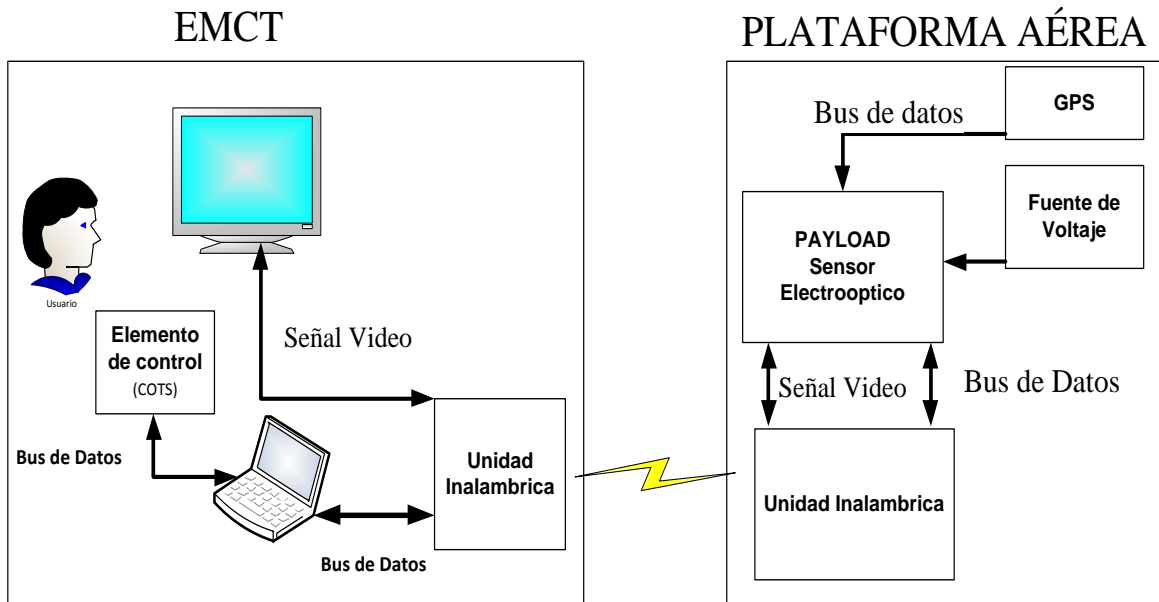 EMCT
Usuario
Elemento
de control
(COTS)
Señal Video
Bus de Datos
Unidad
Inalambrica
Bus de Datos
PLATAFORMA AÉREA
GPS
Bus de datos
Fuente de
Voltaje
PAYLOAD
Sensor
Electrooptico
Señal Video
Bus de Datos
Unidad Inalambrica